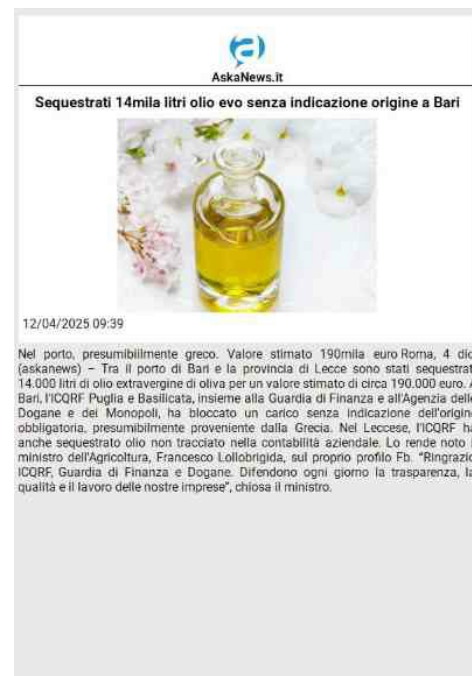 AskaNews.it
Sequestrati 14mila litri olio evo senza indicazione origine a Bari
12/04/2025 09:39
Nel porto, presumibiilmente greco. Valore stimato 190mila euro Roma, 4 dic
(askanews) – Tra il porto di Bari e la provincia di Lecce sono stati sequestrat
14.000 litri di olio extravergine di oliva per un valore stimato di circa 190.000 euro. A
Bari, l'ICQRF Puglia e Basilicata, insieme alla Guardia di Finanza e all'Agenzia delle
Dogane e dei Monopoli, ha bloccato un carico senza indicazione dell'origine
obbligatoria, presumibilmente proveniente dalla Grecia. Nel Leccese, l'ICQRF ha
anche sequestrato olio non tracciato nella contabilità aziendale. Lo rende noto i
ministro dell'Agricoltura, Francesco Lollobrigida, sul proprio profilo Fb. "Ringrazio
ICQRF, Guardia di Finanza e Dogane. Difendono ogni giorno la trasparenza, la
qualità e il lavoro delle nostre imprese", chiosa il ministro.